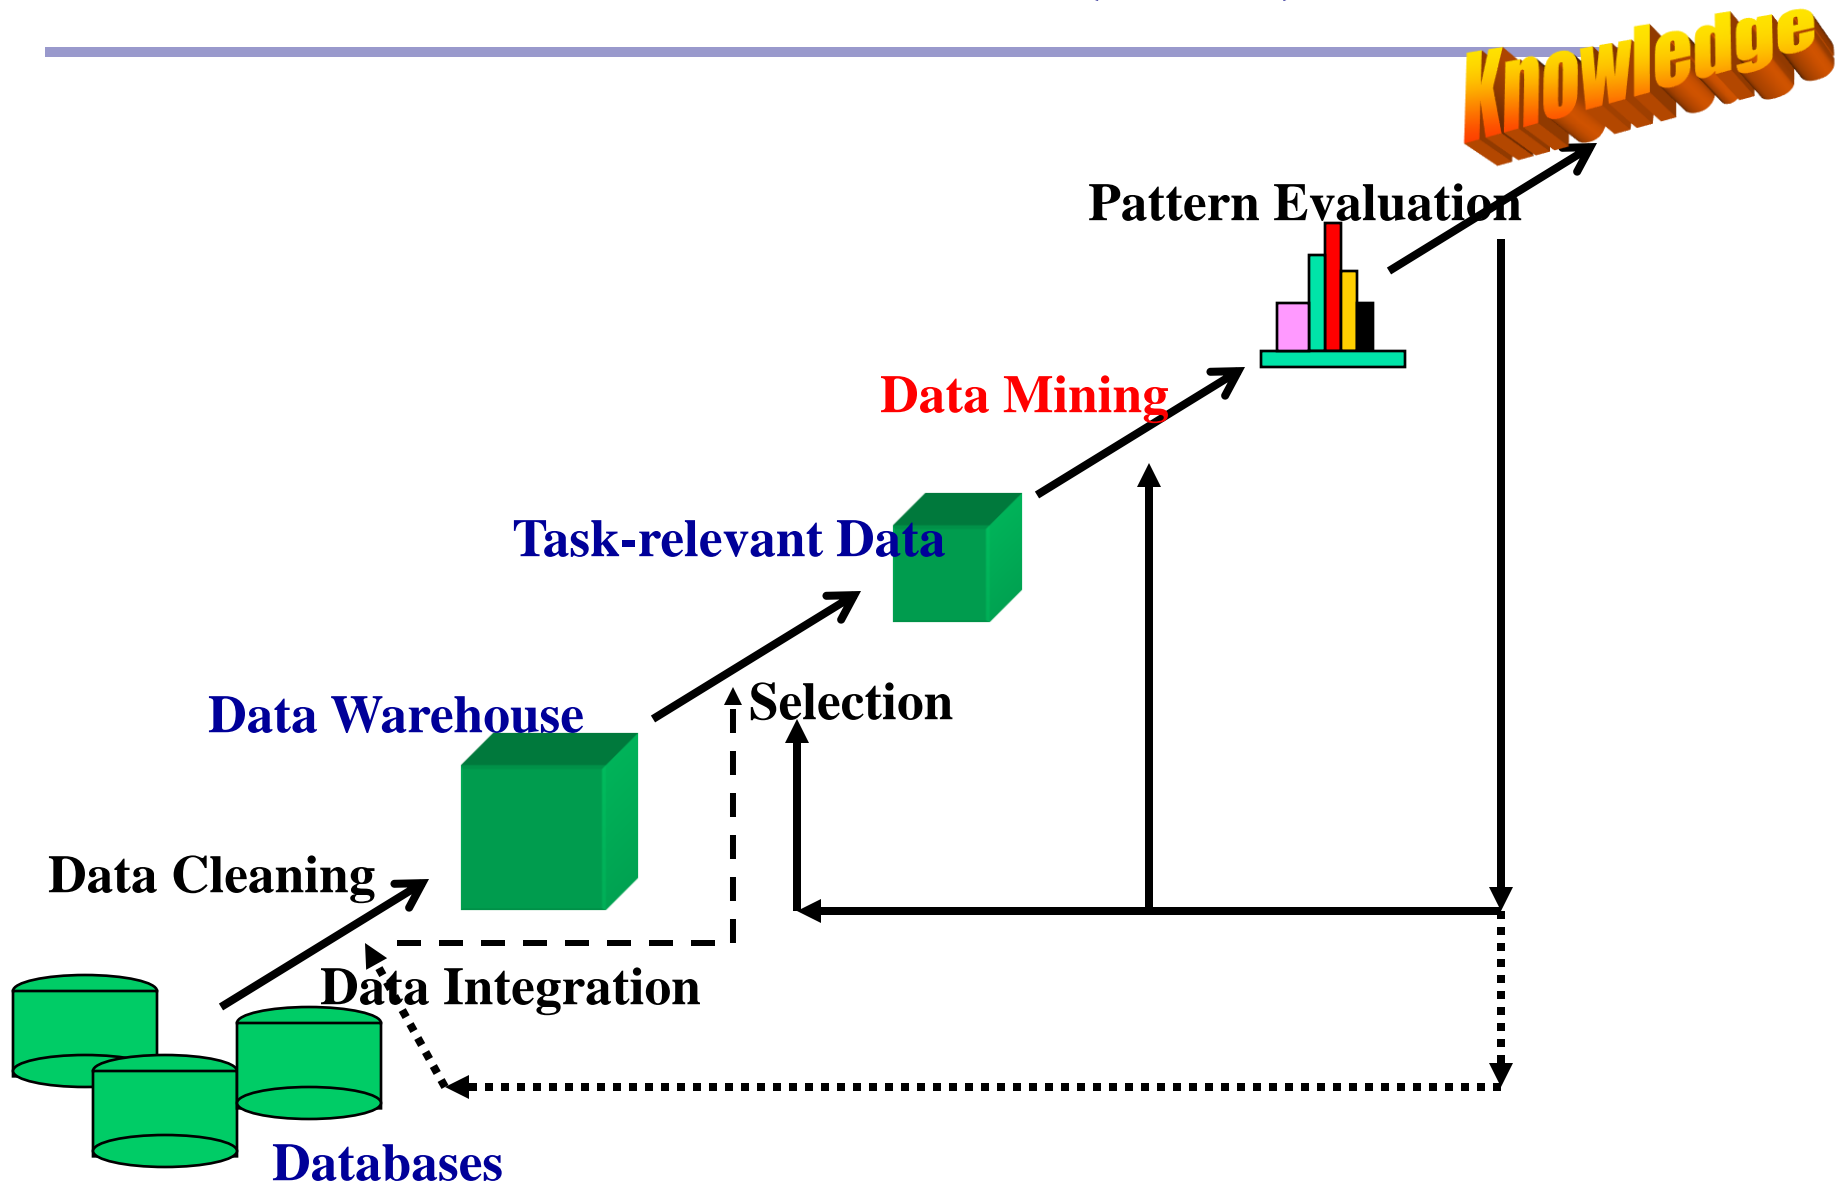 Knowledge
Pattern Evaluation
Data Mining
Task-relevant Data
Selection
Data Warehouse
Data Cleaning
Data Integration
Databases